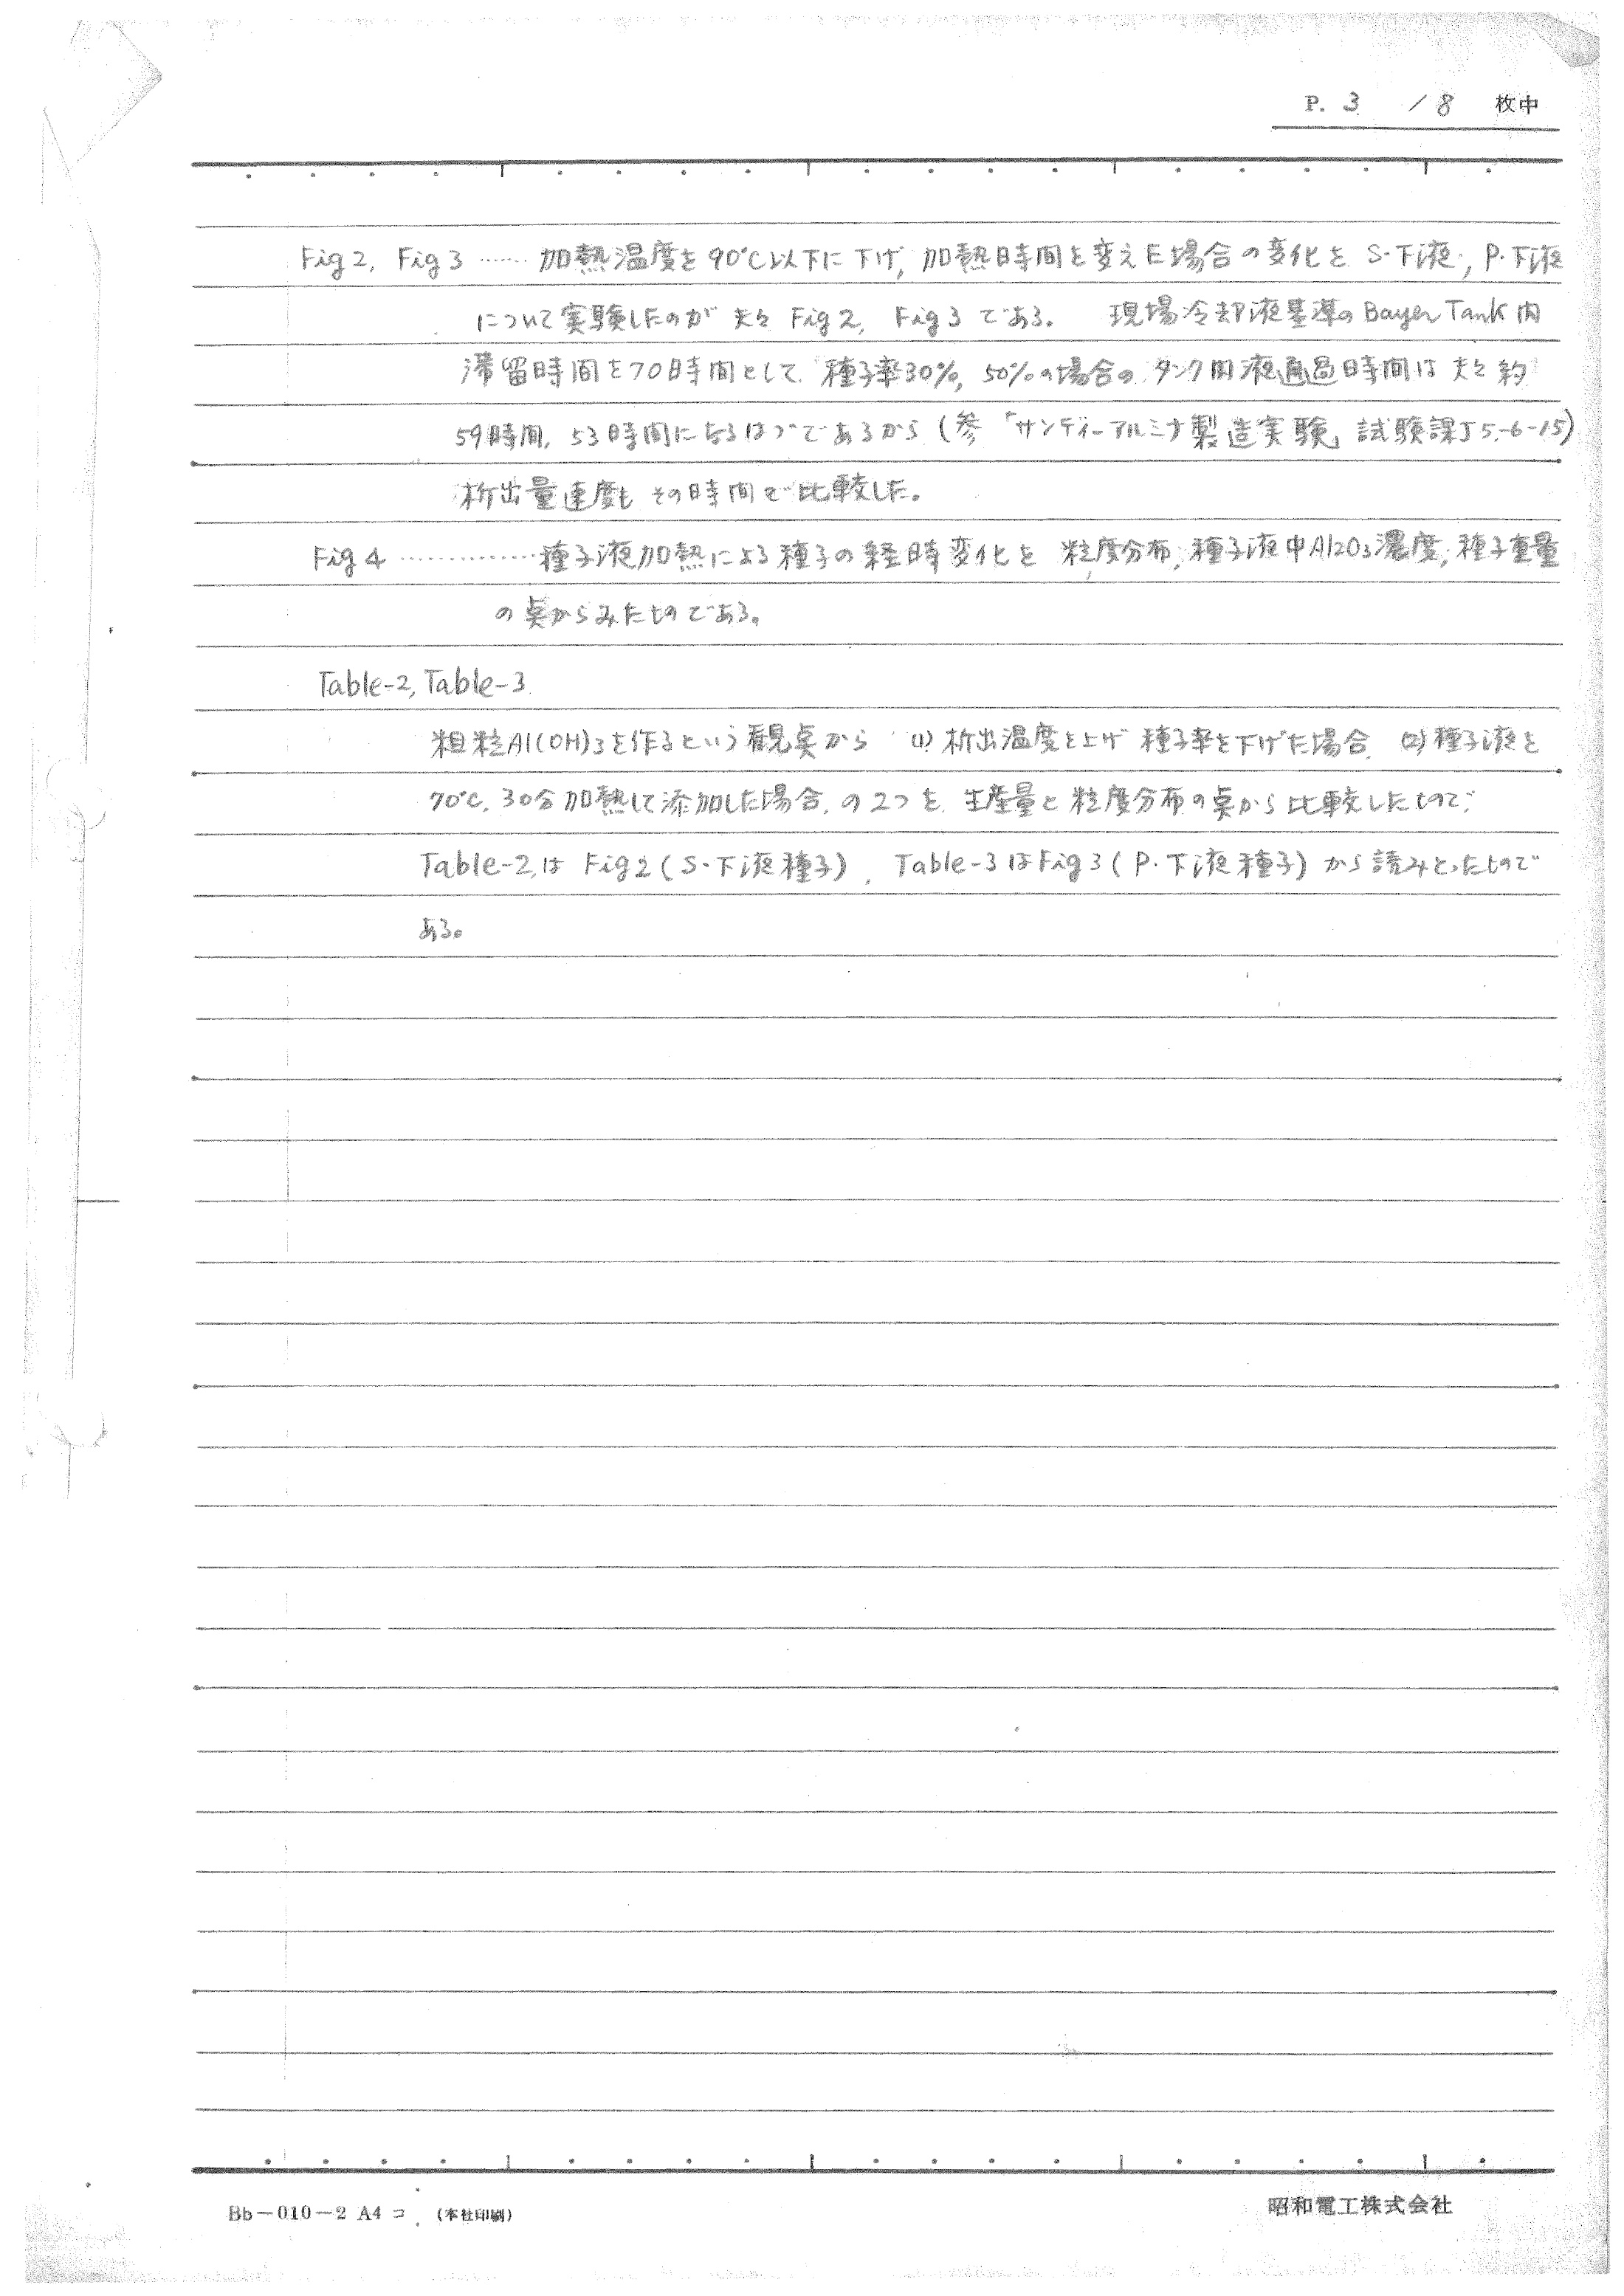 P. 3 / 8 枚中
Fig 2, Fig 3 …… 加熱温度を90℃以下に下げ, 加熱時間を変えた場合の変化を S・下液, P・下液
について実験したのが 夫々 Fig 2, Fig 3 である。 現場冷却液基準の Bayer Tank 内
滞留時間を70時間として 種子率30%, 50%の場合の タンク内液通過時間は 夫々 約
59時間, 53時間になるはづであるから (参「サンディーアルミナ製造実験」試験課J 5-6-15)
析出量速度も その時間で比較した。
Fig 4 …………… 種子液加熱による種子の経時変化を 粒度分布, 種子液中Al2O3濃度, 種子重量
の点からみたものである。
Table-2, Table-3
粗粒Al(OH)3を作るという観点から (1) 析出温度を上げ 種子率を下げた場合, (2) 種子液を
70℃, 30分加熱して添加した場合, の2つを 生産量と粒度分布の点から比較したもので,
Table-2は Fig 2 (S・下液種子), Table-3はFig 3 (P・下液種子) から読みとったもので
ある。
Bb-010-2 A4 コ (本社印刷)
昭和電工株式会社